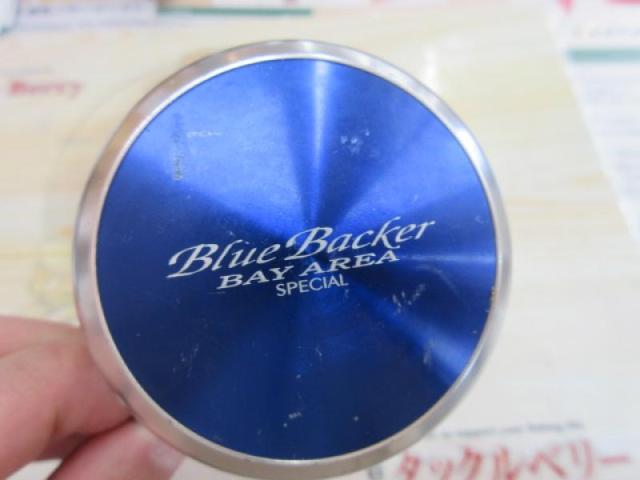 Berry
Blue Backer
BAY AREA
SPECIAL
タックルベリー